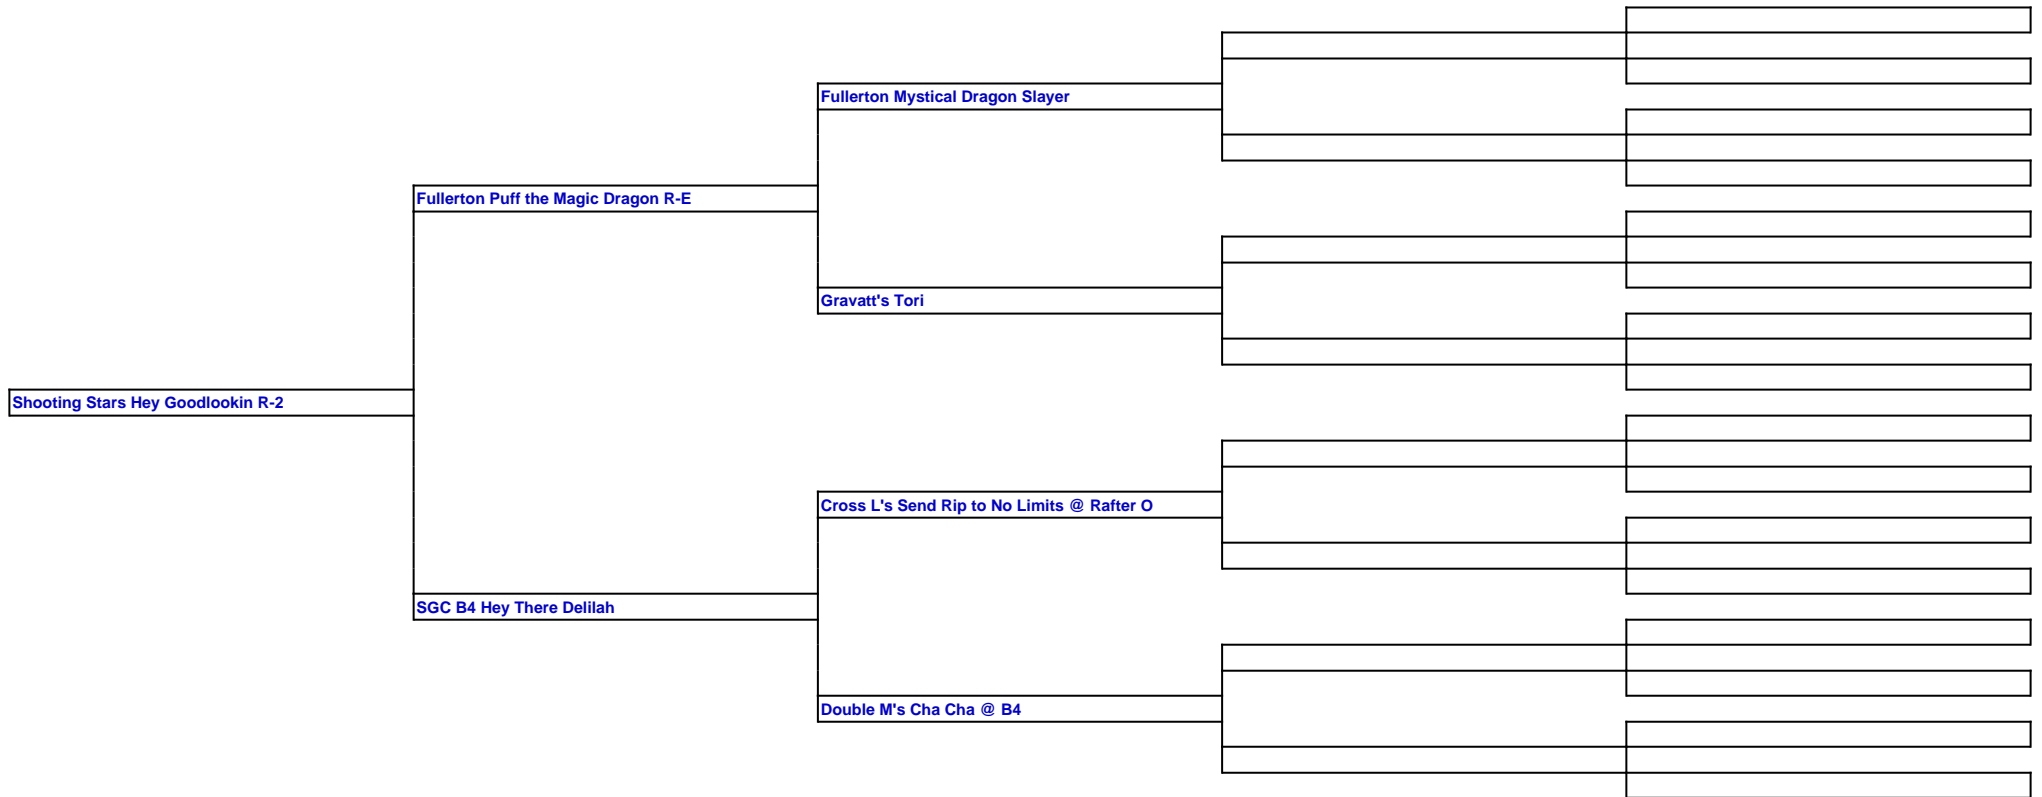 Fullerton Mystical Dragon Slayer
Fullerton Puff the Magic Dragon R-E
Gravatt's Tori
Shooting Stars Hey Goodlookin R-2
Cross L's Send Rip to No Limits @ Rafter O
SGC B4 Hey There Delilah
Double M's Cha Cha @ B4